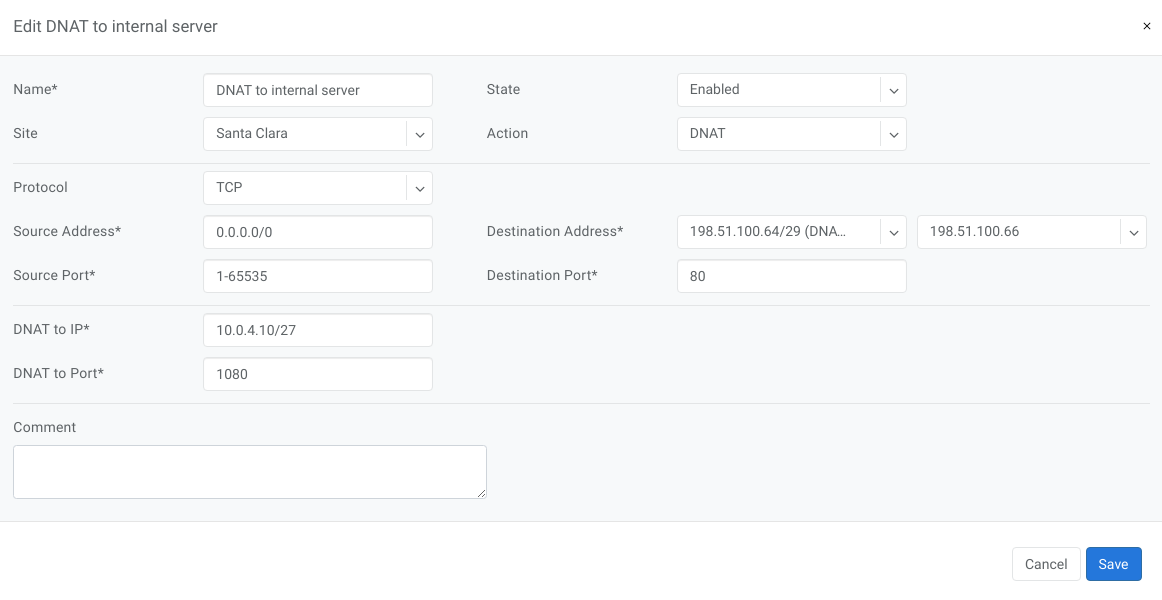 Edit DNAT to internal server ×
Name* DNAT to internal server State Enabled
Site Santa Clara Action DNAT
Protocol TCP
Source Address* 0.0.0.0/0 Destination Address* 198.51.100.64/29 (DNA... 198.51.100.66
Source Port* 1-65535 Destination Port* 80
DNAT to IP* 10.0.4.10/27
DNAT to Port* 1080
Comment
Cancel Save